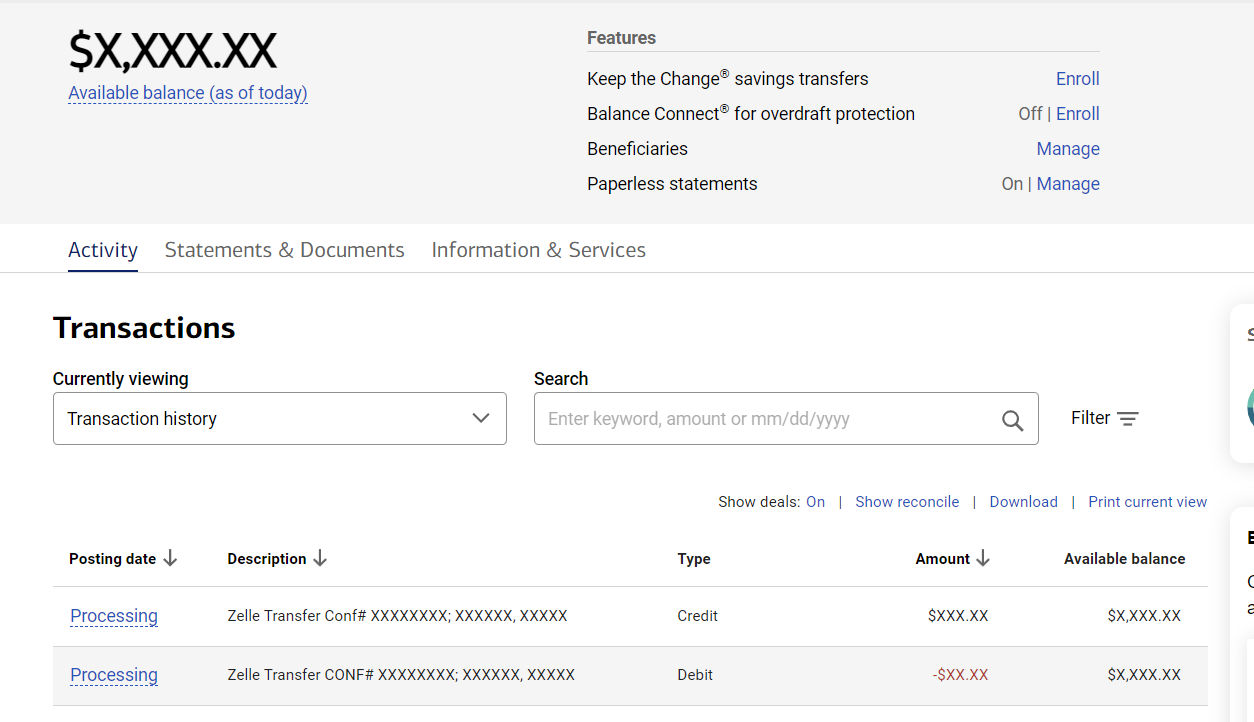 $X,XXX.XX
Available balance (as of today)
Features
Keep the Change® savings transfers Enroll
Balance Connect® for overdraft protection Off | Enroll
Beneficiaries Manage
Paperless statements On | Manage
Activity Statements & Documents Information & Services
Transactions
Currently viewing Search
Transaction history Enter keyword, amount or mm/dd/yyyy Filter
Show deals: On | Show reconcile | Download | Print current view
Posting date Description Type Amount Available balance
Processing Zelle Transfer Conf# XXXXXXXX; XXXXXX, XXXXX Credit $XXX.XX $X,XXX.XX
Processing Zelle Transfer CONF# XXXXXXXX; XXXXXX, XXXXX Debit -$XX.XX $X,XXX.XX